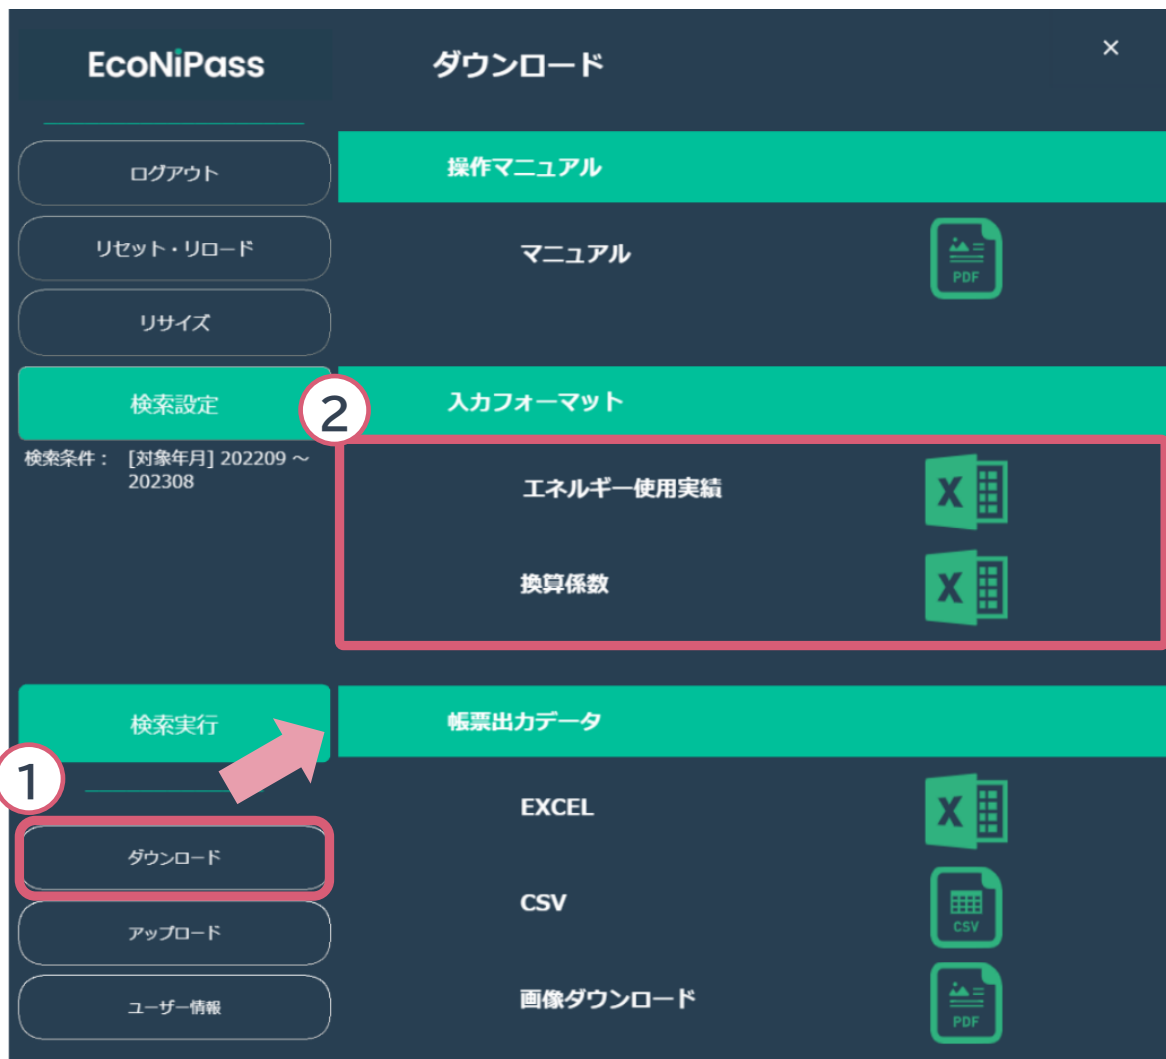 EcoNiPass
ログアウト
リセット・リロード
リサイズ
検索設定
検索条件： [対象年月] 202209 ～
202308
検索実行
1
ダウンロード
アップロード
ユーザー情報
ダウンロード
×
操作マニュアル
マニュアル
PDF
2
入力フォーマット
エネルギー使用実績
X
換算係数
X
帳票出力データ
EXCEL
X
CSV
CSV
画像ダウンロード
PDF